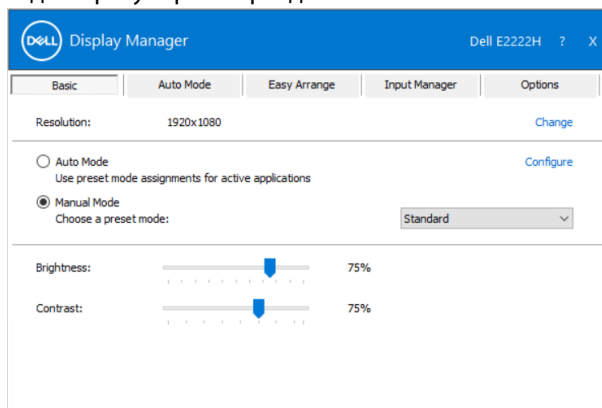 DELL Display Manager Dell E2222H ? X
Basic Auto Mode Easy Arrange Input Manager Options
Resolution: 1920x1080 Change
Auto Mode Configure
Use preset mode assignments for active applications
Manual Mode
Choose a preset mode: Standard
Brightness: 75%
Contrast: 75%